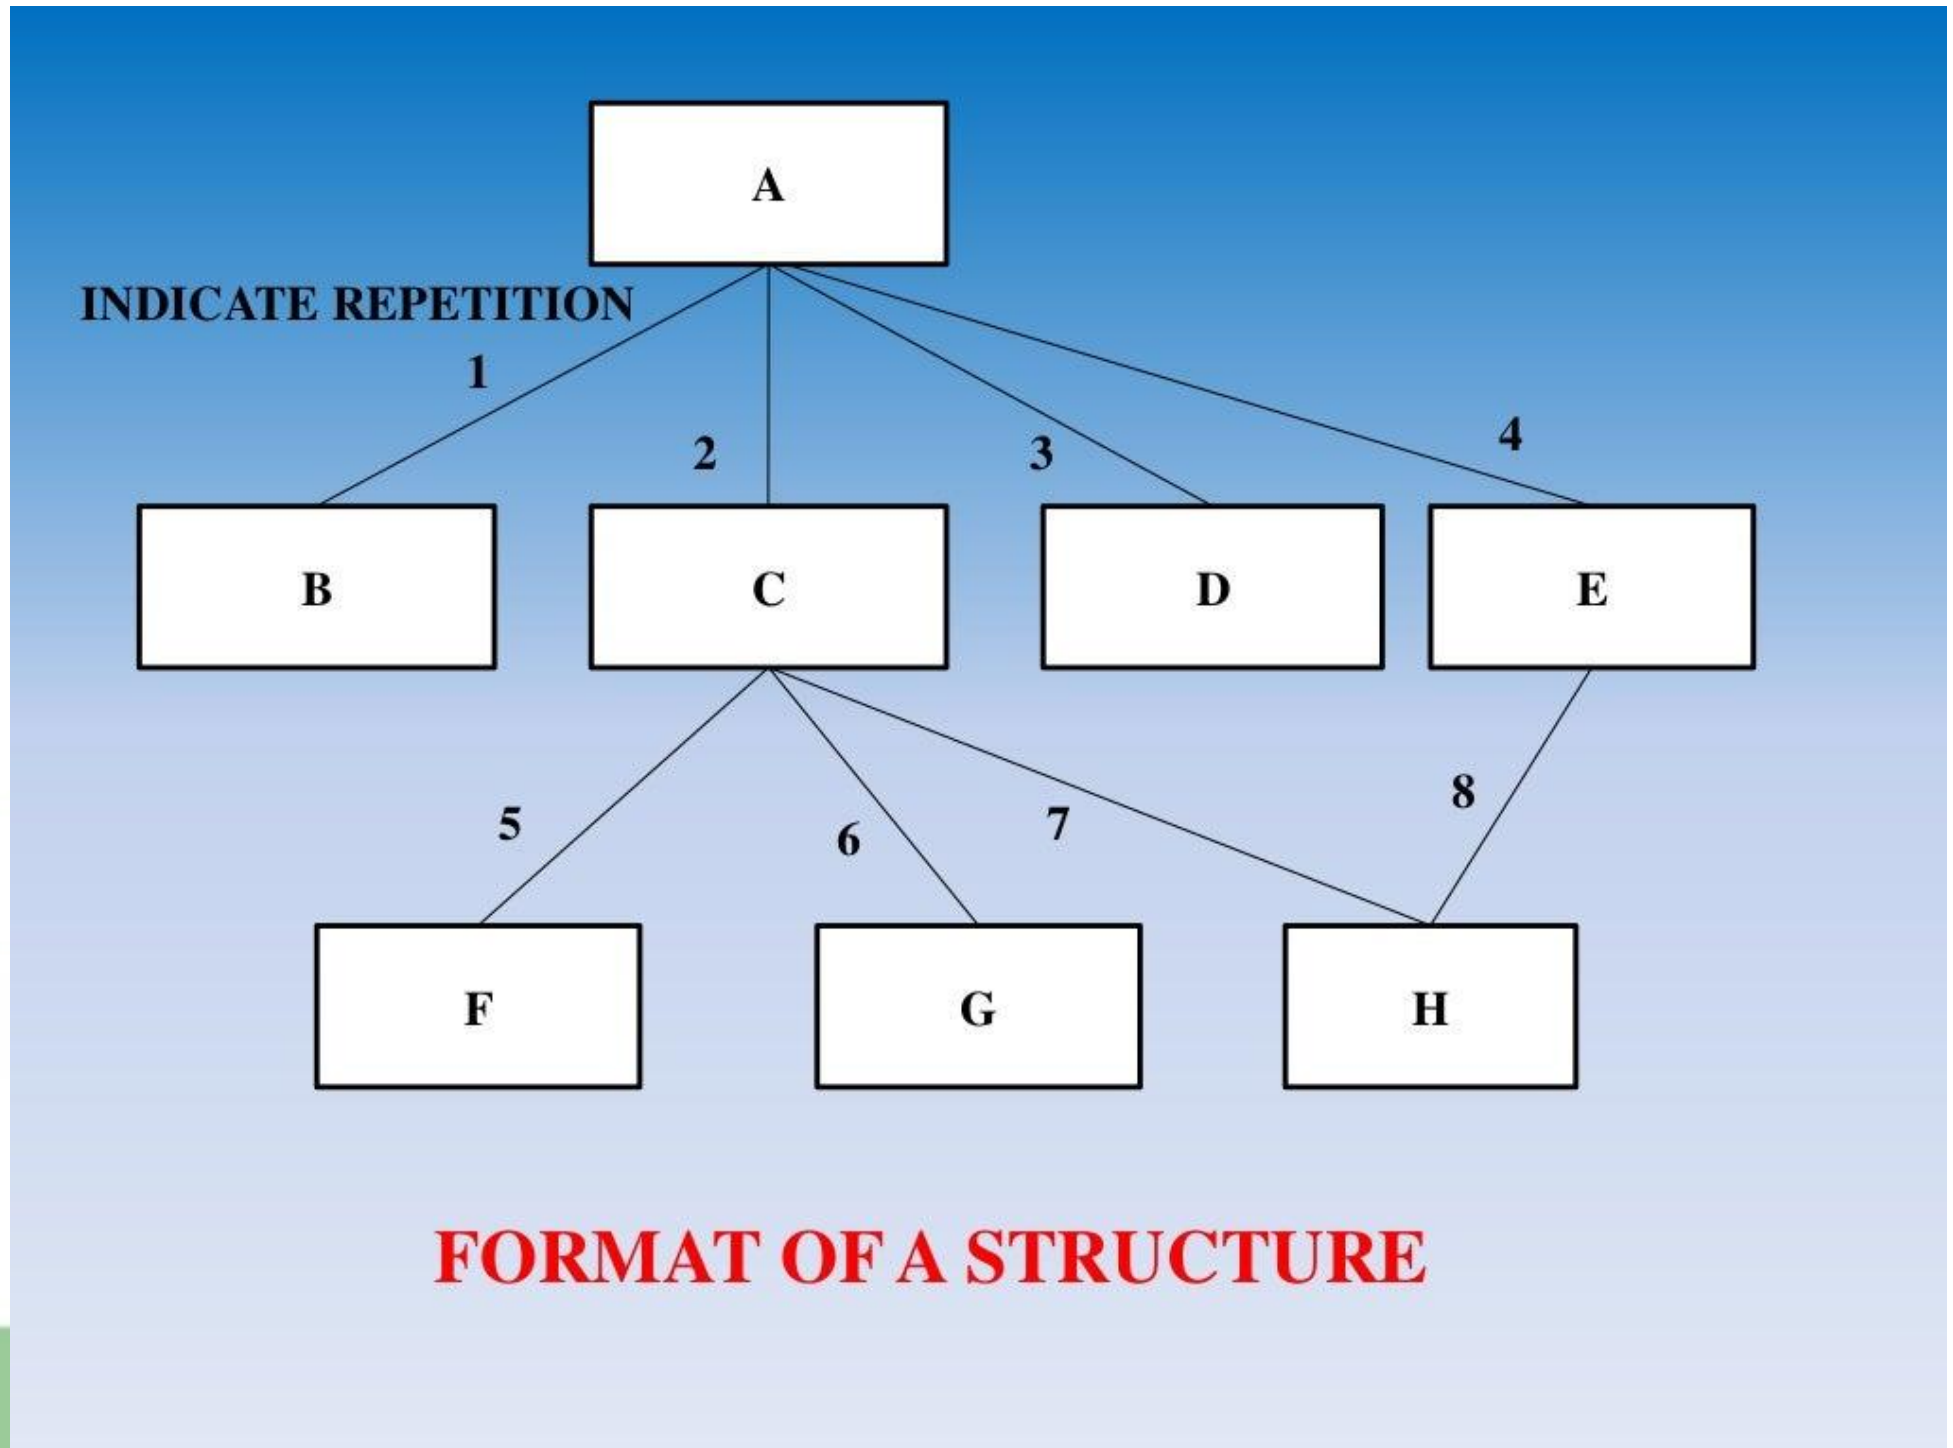 A
INDICATE REPETITION
1
2
3
4
B
C
D
E
5
6
7
8
F
G
H
FORMAT OF A STRUCTURE